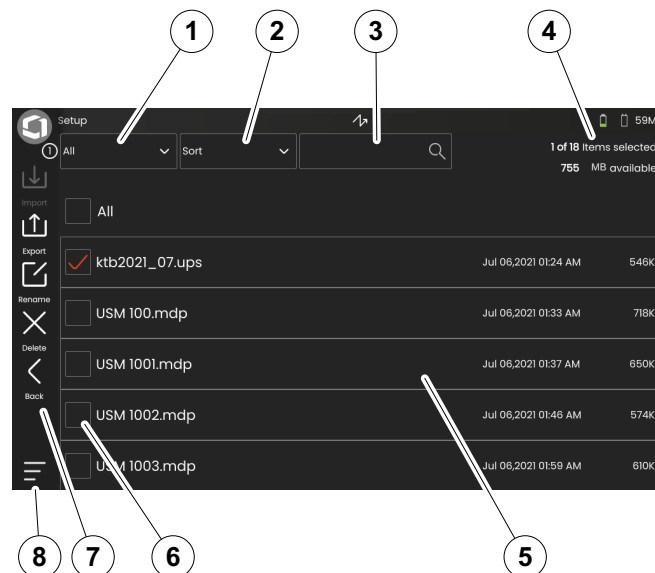 1 2 3 4
Setup 59M
1 All Sort 1 of 18 Items selected
755 MB available
Import
All
Export
ktb2021_07.ups Jul 06,2021 01:24 AM 546K
Rename
USM 100.mdp Jul 06,2021 01:33 AM 718K
Delete
USM 1001.mdp Jul 06,2021 01:37 AM 650K
Back
USM 1002.mdp Jul 06,2021 01:46 AM 574K
USM 1003.mdp Jul 06,2021 01:59 AM 610K
8 7 6 5